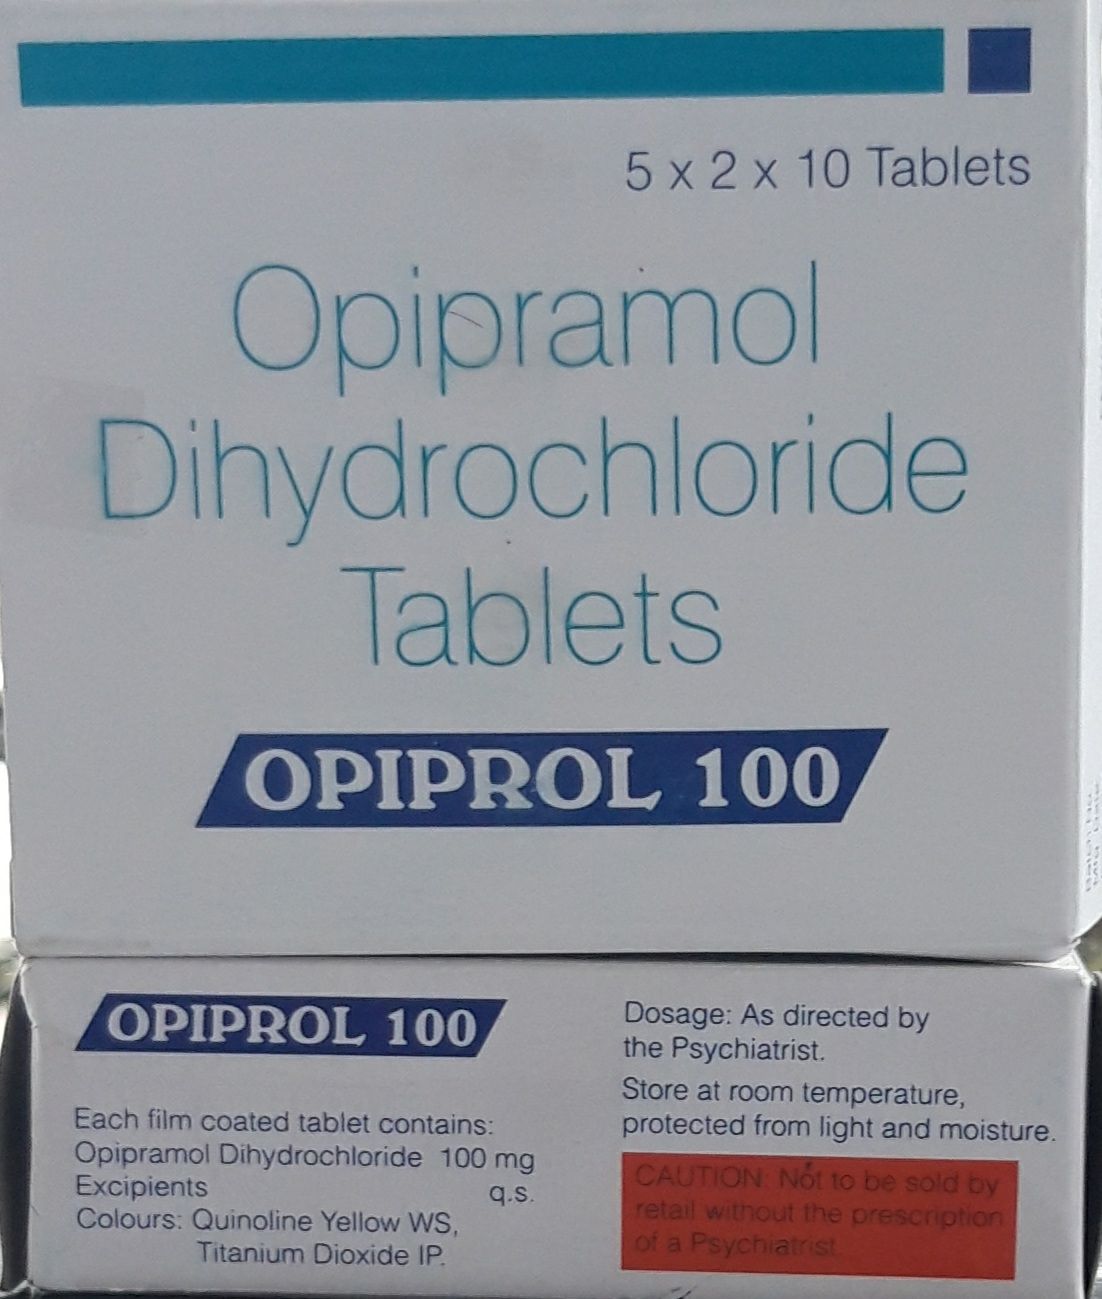 5 x 2 x 10 Tablets
Opipramol
Dihydrochloride
Tablets
OPIPROL 100
OPIPROL 100
Each film coated tablet contains:
Opipramol Dihydrochloride 100 mg
Excipients q.s.
Colours: Quinoline Yellow WS,
Titanium Dioxide IP.
Dosage: As directed by
the Psychiatrist.
Store at room temperature,
protected from light and moisture.
CAUTION: Not to be sold by
retail without the prescription
of a Psychiatrist.